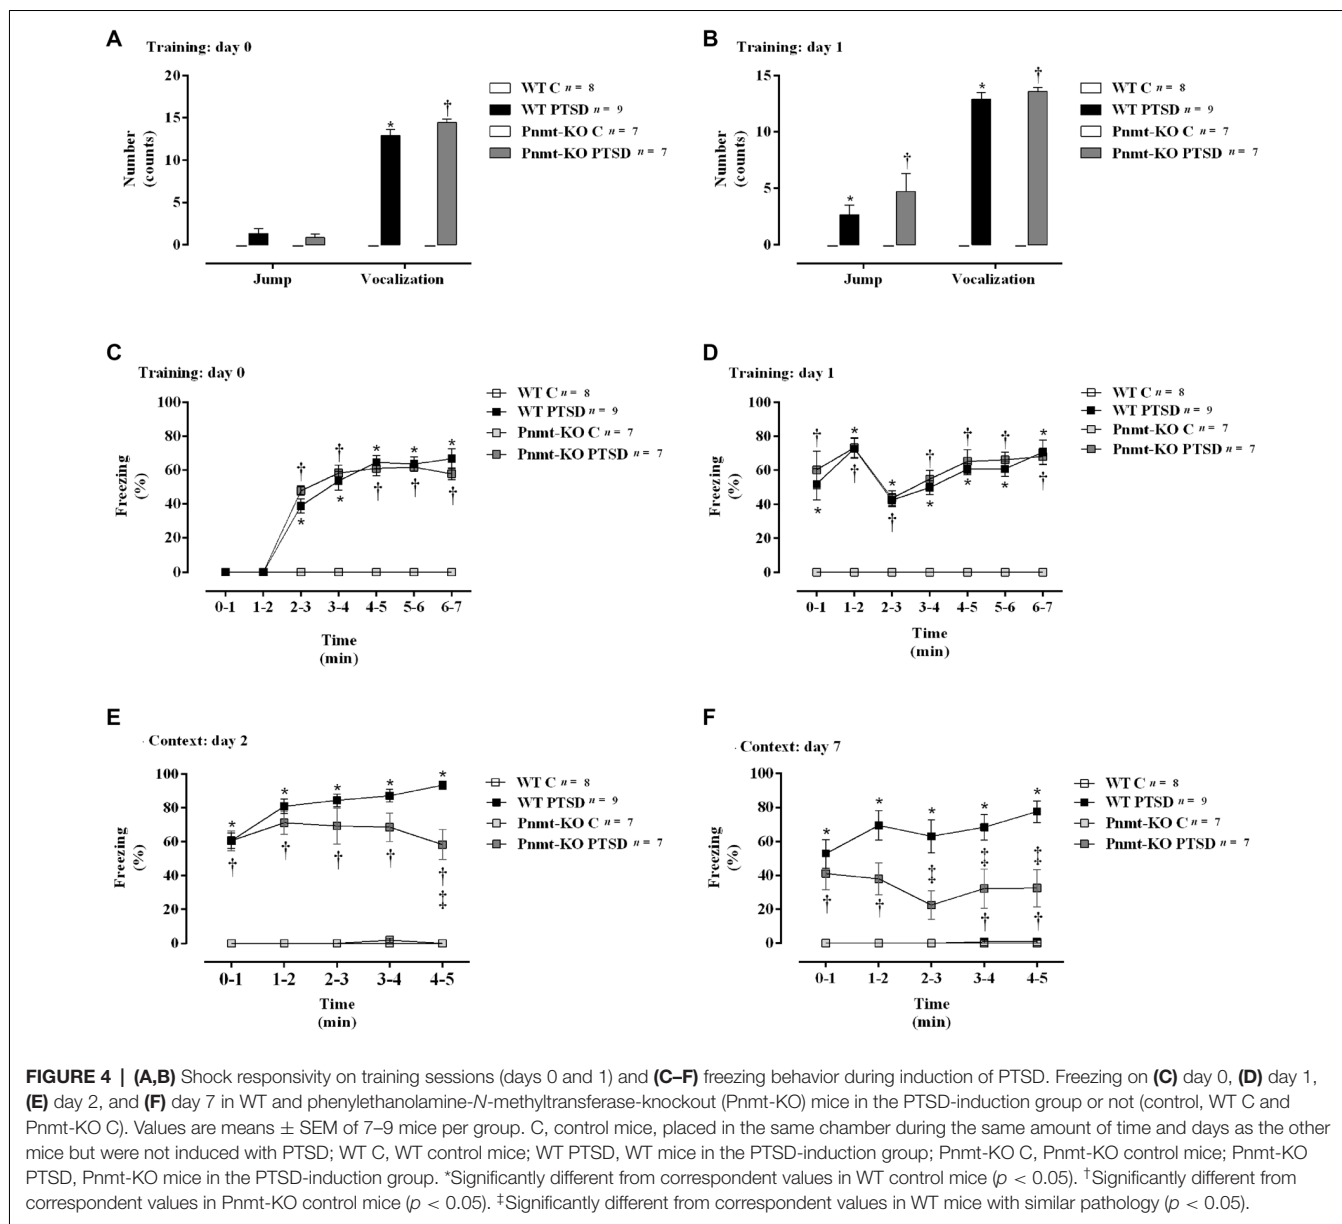 A
Training: day 0
20
15
10
5
0
Number
(counts)
Jump
Vocalization
*
†
WT C n = 8
WT PTSD n = 9
Pnmt-KO C n = 7
Pnmt-KO PTSD n = 7
B
Training: day 1
15
10
5
0
Number
(counts)
Jump
Vocalization
*
†
*
†
WT C n = 8
WT PTSD n = 9
Pnmt-KO C n = 7
Pnmt-KO PTSD n = 7
C
Training: day 0
100
80
60
40
20
0
Freezing
(%)
† † * * *
* * † † †
0-1 1-2 2-3 3-4 4-5 5-6 6-7
Time
(min)
WT C n = 8
WT PTSD n = 9
Pnmt-KO C n = 7
Pnmt-KO PTSD n = 7
D
Training: day 1
100
80
60
40
20
0
Freezing
(%)
† * * † † † *
* † † * * * †
0-1 1-2 2-3 3-4 4-5 5-6 6-7
Time
(min)
WT C n = 8
WT PTSD n = 9
Pnmt-KO C n = 7
Pnmt-KO PTSD n = 7
E
Context: day 2
100
80
60
40
20
0
Freezing
(%)
* * * * *
† † † † †
‡
0-1 1-2 2-3 3-4 4-5
Time
(min)
WT C n = 8
WT PTSD n = 9
Pnmt-KO C n = 7
Pnmt-KO PTSD n = 7
F
Context: day 7
100
80
60
40
20
0
Freezing
(%)
* * * * *
‡ ‡ ‡
† † † †
0-1 1-2 2-3 3-4 4-5
Time
(min)
WT C n = 8
WT PTSD n = 9
Pnmt-KO C n = 7
Pnmt-KO PTSD n = 7
FIGURE 4 | (A,B) Shock responsivity on training sessions (days 0 and 1) and (C–F) freezing behavior during induction of PTSD. Freezing on (C) day 0, (D) day 1,
(E) day 2, and (F) day 7 in WT and phenylethanolamine-N-methyltransferase-knockout (Pnmt-KO) mice in the PTSD-induction group or not (control, WT C and
Pnmt-KO C). Values are means ± SEM of 7–9 mice per group. C, control mice, placed in the same chamber during the same amount of time and days as the other
mice but were not induced with PTSD; WT C, WT control mice; WT PTSD, WT mice in the PTSD-induction group; Pnmt-KO C, Pnmt-KO control mice; Pnmt-KO
PTSD, Pnmt-KO mice in the PTSD-induction group. *Significantly different from correspondent values in WT control mice (p < 0.05). †Significantly different from
correspondent values in Pnmt-KO control mice (p < 0.05). ‡Significantly different from correspondent values in WT mice with similar pathology (p < 0.05).